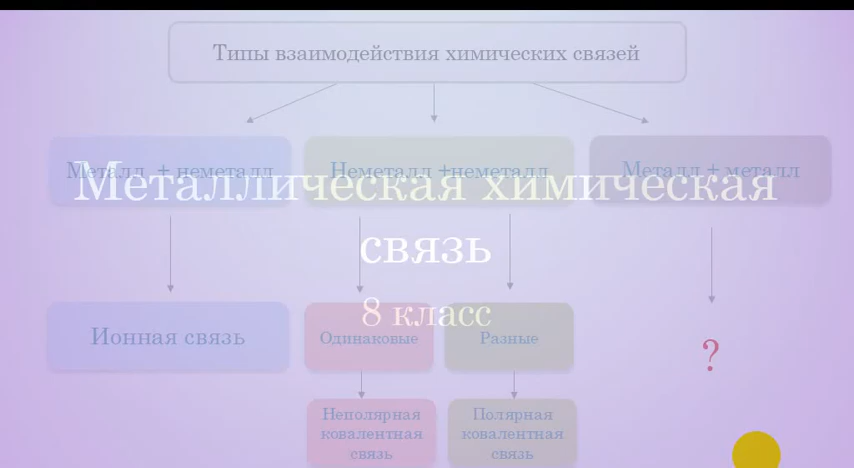 Типы взаимодействия химических связей
Металл + неметалл
Неметалл +неметалл
Металл + металл
Металлическая химическая
связь
8 класс
Ионная связь
Одинаковые
Разные
?
Неполярная
ковалентная
связь
Полярная
ковалентная
связь